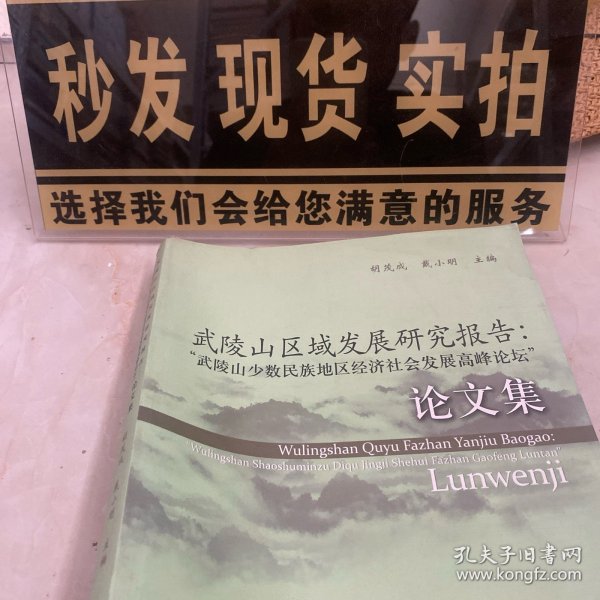 秒发 现货 实拍
选择我们会给您满意的服务
胡茂成 戴小明 主编
武陵山区域发展研究报告：
“武陵山少数民族地区经济社会发展高峰论坛”
论文集
Wulingshan Quyu Fazhan Yanjiu Baogao:
"Wulingshan Shaoshuminzu Diqu Jingji Shehui Fazhan Gaofeng Luntan"
Lunwenji
孔夫子旧书网
www.kongfz.com